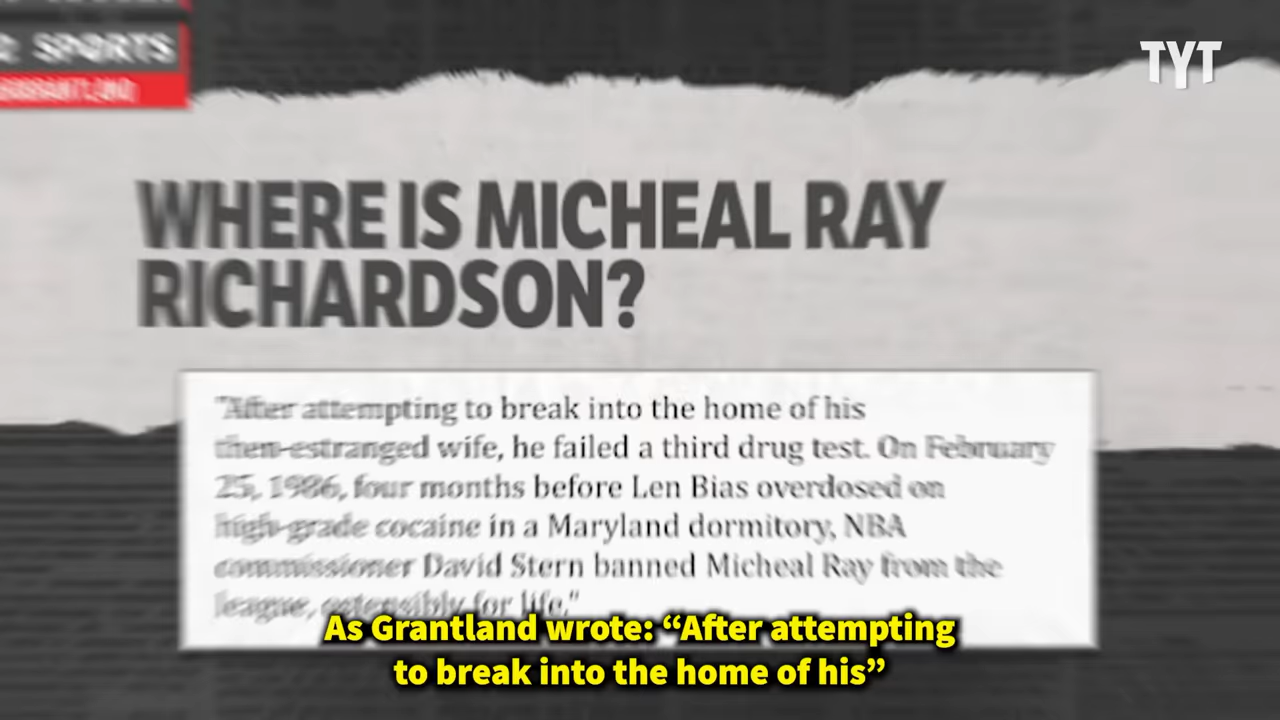 SPORTS
TYT
WHERE IS MICHEAL RAY
RICHARDSON?
"After attempting to break into the home of his
then-estranged wife, he failed a third drug test. On February
25, 1986, four months before Len Bias overdosed on
high-grade cocaine in a Maryland dormitory, NBA
commissioner David Stern banned Micheal Ray from the
league, ostensibly for life."
As Grantland wrote: “After attempting
to break into the home of his”